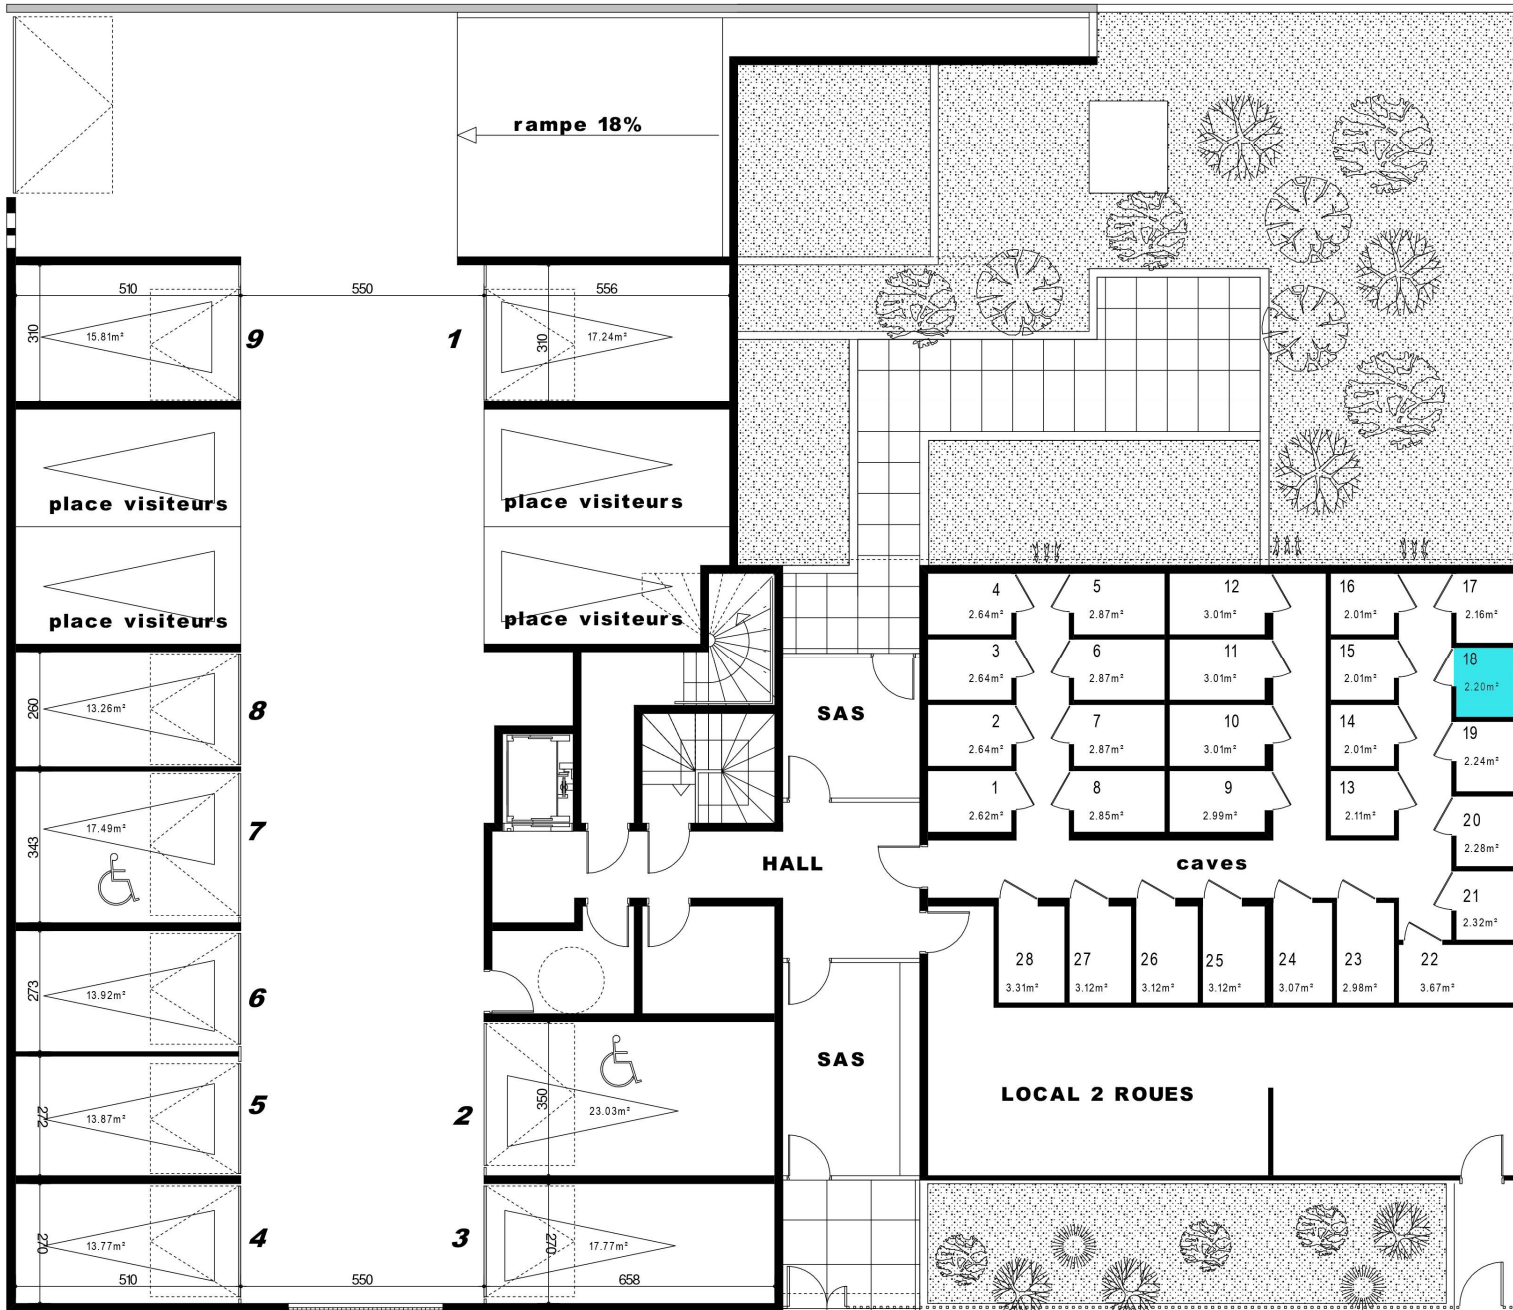 rampe 18%
510
550
556
310
15.81m²
9
1
310
17.24m²
place visiteurs
place visiteurs
place visiteurs
place visiteurs
260
13.26m²
8
343
17.49m²
7
273
13.92m²
6
272
13.87m²
5
270
13.77m²
4
510
550
658
2
350
23.03m²
3
270
17.77m²
SAS
HALL
SAS
caves
LOCAL 2 ROUES
4
2.64m²
5
2.87m²
12
3.01m²
16
2.01m²
17
2.16m²
3
2.64m²
6
2.87m²
11
3.01m²
15
2.01m²
18
2.20m²
2
2.64m²
7
2.87m²
10
3.01m²
14
2.01m²
19
2.24m²
1
2.62m²
8
2.85m²
9
2.99m²
13
2.11m²
20
2.28m²
21
2.32m²
28
3.31m²
27
3.12m²
26
3.12m²
25
3.12m²
24
3.07m²
23
2.98m²
22
3.67m²